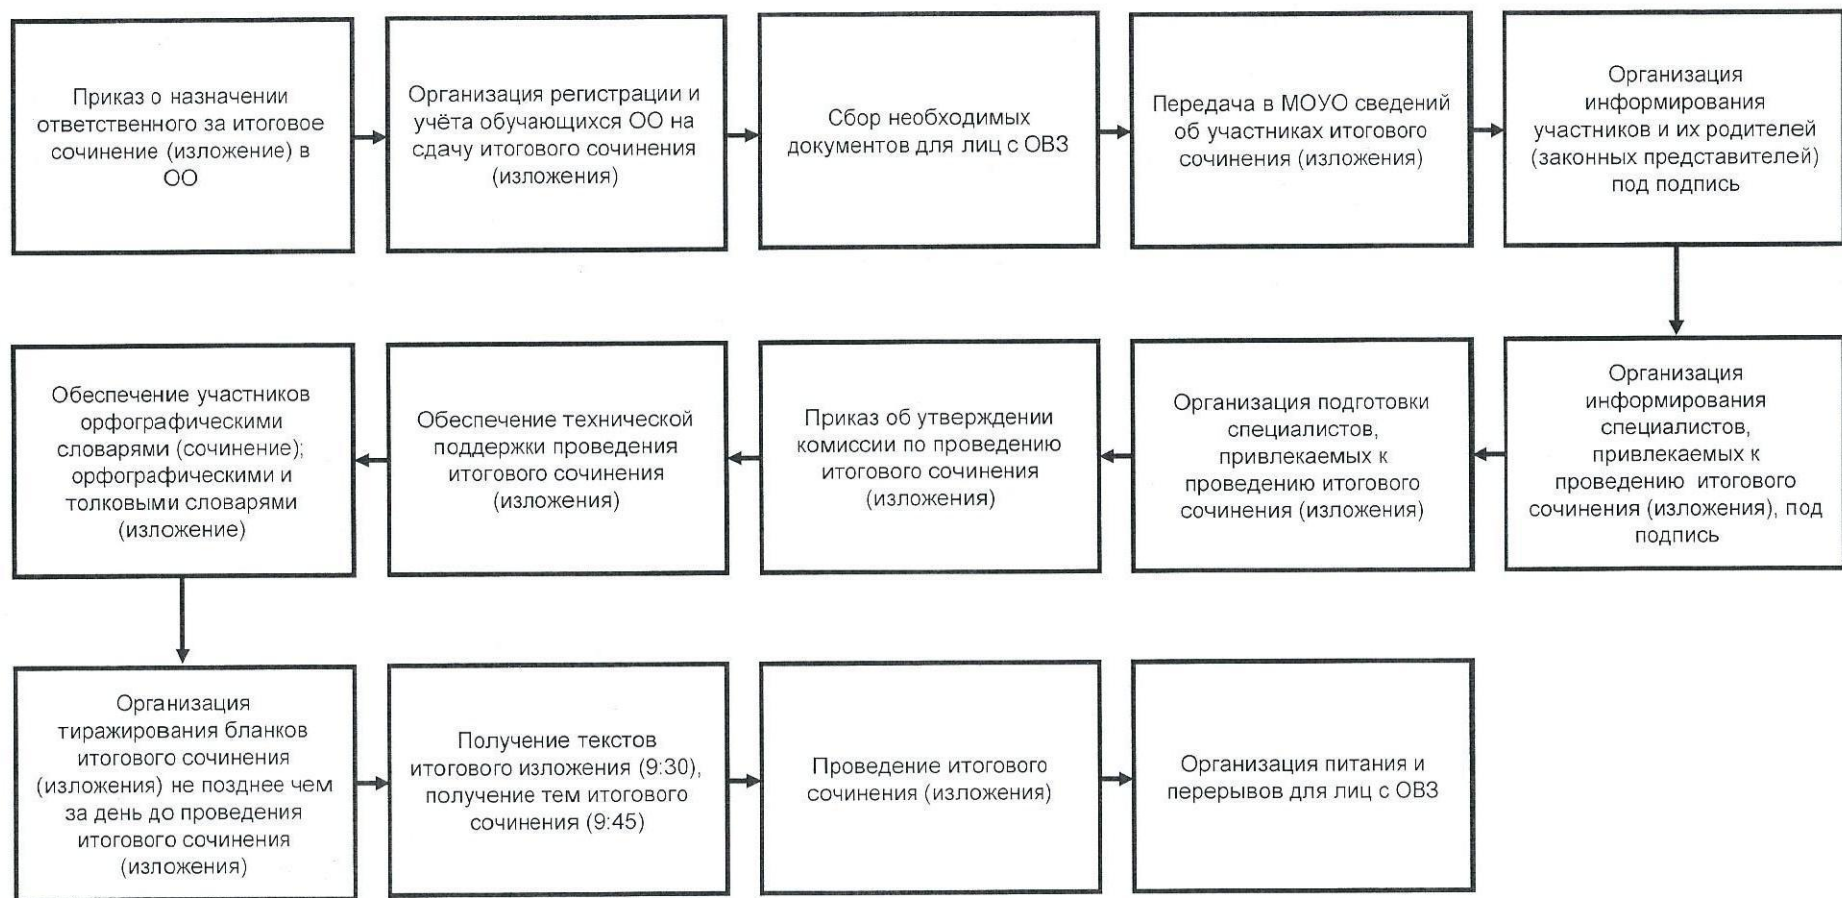 Приказ о назначении
ответственного за итоговое
сочинение (изложение) в
ОО
Организация регистрации и
учёта обучающихся ОО на
сдачу итогового сочинения
(изложения)
Сбор необходимых
документов для лиц с ОВЗ
Передача в МОУО сведений
об участниках итогового
сочинения (изложения)
Организация
информирования
участников и их родителей
(законных представителей)
под подпись
Организация
информирования
специалистов,
привлекаемых к
проведению итогового
сочинения (изложения), под
подпись
Организация подготовки
специалистов,
привлекаемых к
проведению итогового
сочинения (изложения)
Приказ об утверждении
комиссии по проведению
итогового сочинения
(изложения)
Обеспечение технической
поддержки проведения
итогового сочинения
(изложения)
Обеспечение участников
орфографическими
словарями (сочинение);
орфографическими и
толковыми словарями
(изложение)
Организация
тиражирования бланков
итогового сочинения
(изложения) не позднее чем
за день до проведения
итогового сочинения
(изложения)
Получение текстов
итогового изложения (9:30),
получение тем итогового
сочинения (9:45)
Проведение итогового
сочинения (изложения)
Организация питания и
перерывов для лиц с ОВЗ